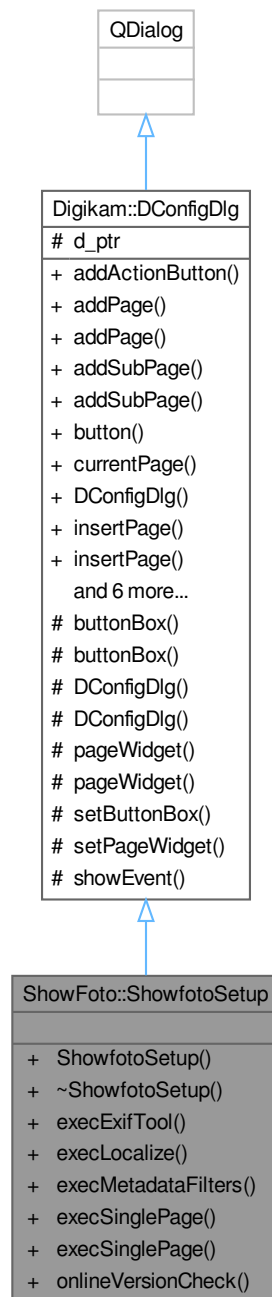 QDialog
Digikam::DConfigDlg
# d_ptr
+ addActionButton()
+ addPage()
+ addPage()
+ addSubPage()
+ addSubPage()
+ button()
+ currentPage()
+ DConfigDlg()
+ insertPage()
+ insertPage()
and 6 more...
# buttonBox()
# buttonBox()
# DConfigDlg()
# DConfigDlg()
# pageWidget()
# pageWidget()
# setButtonBox()
# setPageWidget()
# showEvent()
ShowFoto::ShowfotoSetup
+ ShowfotoSetup()
+ ~ShowfotoSetup()
+ execExifTool()
+ execLocalize()
+ execMetadataFilters()
+ execSinglePage()
+ execSinglePage()
+ onlineVersionCheck()